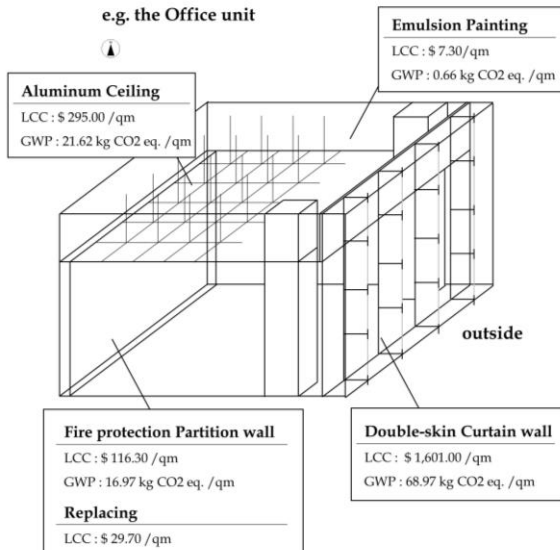 e.g. the Office unit
Emulsion Painting
LCC : $ 7.30/qm
GWP : 0.66 kg CO2 eq. /qm
Aluminum Ceiling
LCC : $ 295.00 /qm
GWP : 21.62 kg CO2 eq. /qm
outside
Fire protection Partition wall
LCC : $ 116.30 /qm
GWP : 16.97 kg CO2 eq. /qm
Replacing
LCC : $ 29.70 /qm
Double-skin Curtain wall
LCC : $ 1,601.00 /qm
GWP : 68.97 kg CO2 eq. /qm